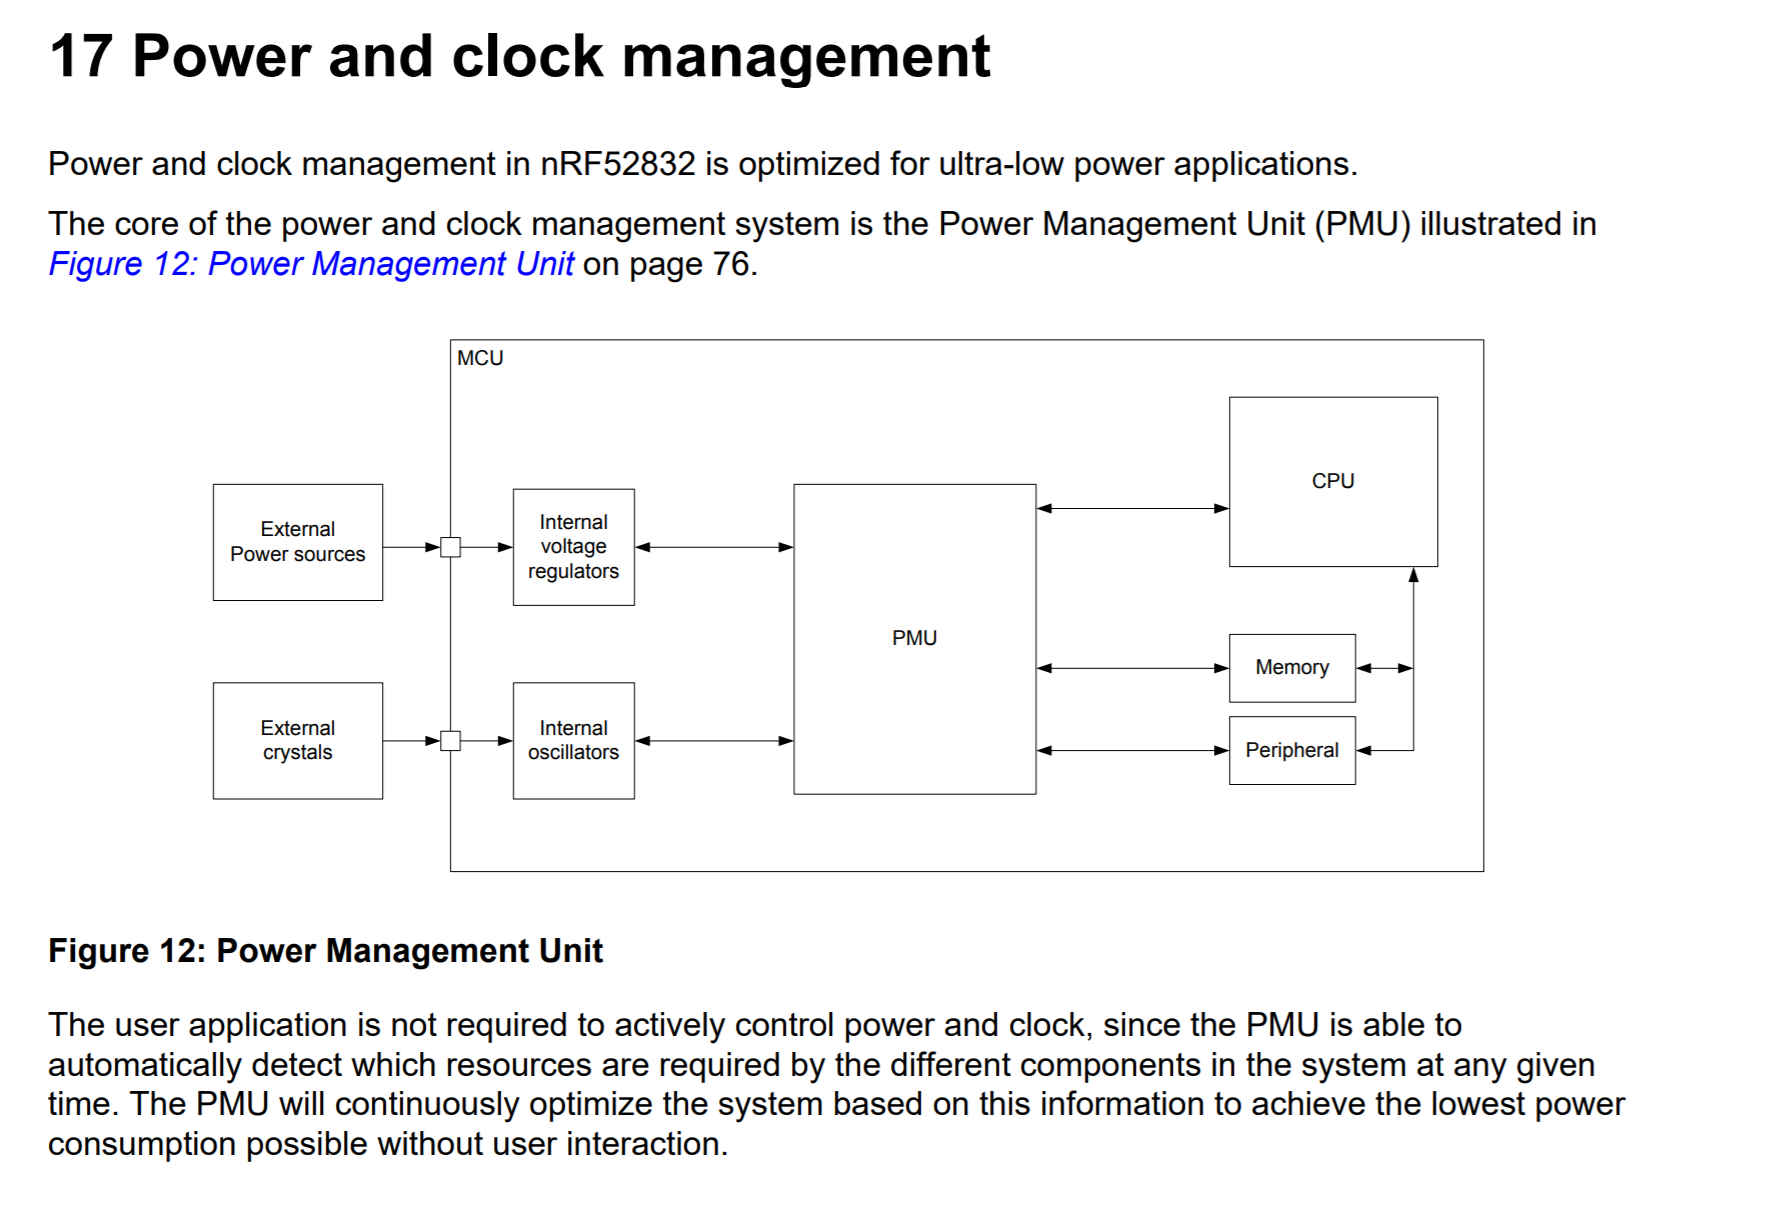 17 Power and clock management
Power and clock management in nRF52832 is optimized for ultra-low power applications.
The core of the power and clock management system is the Power Management Unit (PMU) illustrated in
Figure 12: Power Management Unit on page 76.
MCU
CPU
External
Power sources
Internal
voltage
regulators
PMU
Memory
External
crystals
Internal
oscillators
Peripheral
Figure 12: Power Management Unit
The user application is not required to actively control power and clock, since the PMU is able to
automatically detect which resources are required by the different components in the system at any given
time. The PMU will continuously optimize the system based on this information to achieve the lowest power
consumption possible without user interaction.